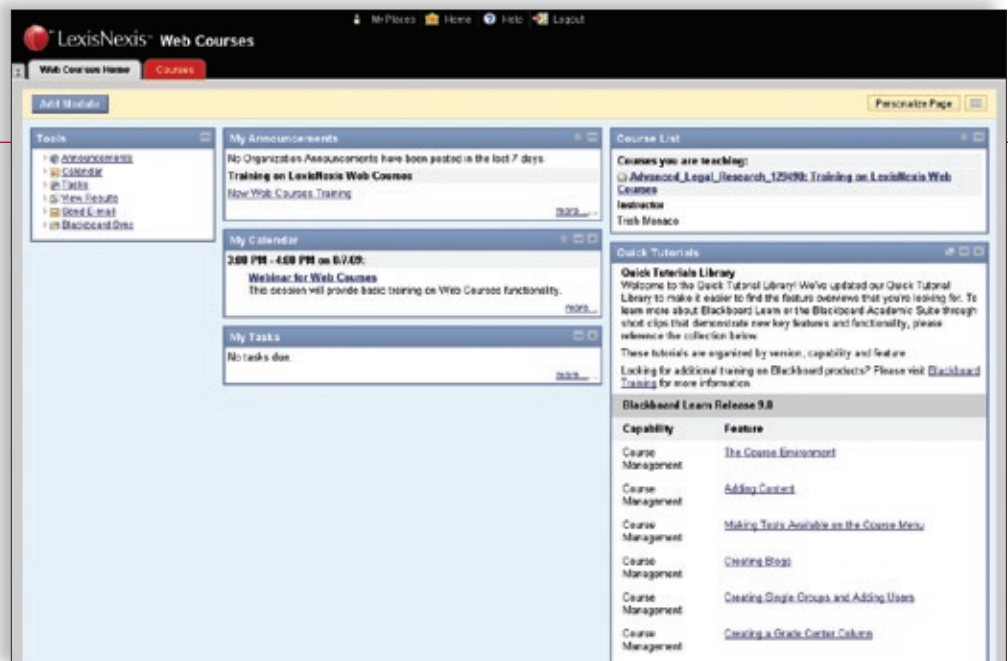 My Places Home Help Logout
LexisNexis Web Courses
Web Courses Home Courses
Add Module
Personalize Page
Tools
Announcements
Calendar
Tasks
View Results
Send E-mail
Blackboard Sync
My Announcements
No Organization Announcements have been posted in the last 7 days.
Training on LexisNexis Web Courses
New Web Courses Training
more...
My Calendar
3:00 PM - 4:00 PM on 8/7/09:
Webinar for Web Courses
This session will provide basic training on Web Courses functionality.
more...
My Tasks
No tasks due.
more...
Course List
Courses you are teaching:
Advanced_Legal_Research_129490: Training on LexisNexis Web
Courses
Instructor
Trish Monaco
Quick Tutorials
Quick Tutorials Library
Welcome to the Quick Tutorial Library! We've updated our Quick Tutorial
Library to make it easier to find the feature overviews that you're looking for. To
learn more about Blackboard Learn or the Blackboard Academic Suite through
short clips that demonstrate new key features and functionality, please
reference the collection below.
These tutorials are organized by version, capability and feature
Looking for additional training on Blackboard products? Please visit Blackboard
Training for more information.
Blackboard Learn Release 9.0
Capability Feature
Course
Management
The Course Environment
Course
Management
Adding Content
Course
Management
Making Tools Available on the Course Menu
Course
Management
Creating Blogs
Course
Management
Creating Single Groups and Adding Users
Course
Management
Creating a Grade Center Column